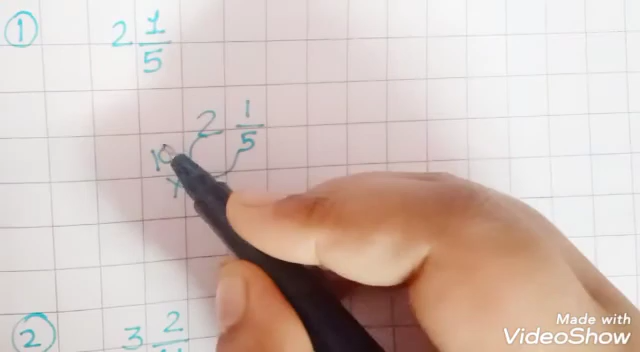 ① 2 1/5
2 1/5
10
x
② 3 2/
Made with
VideoShow